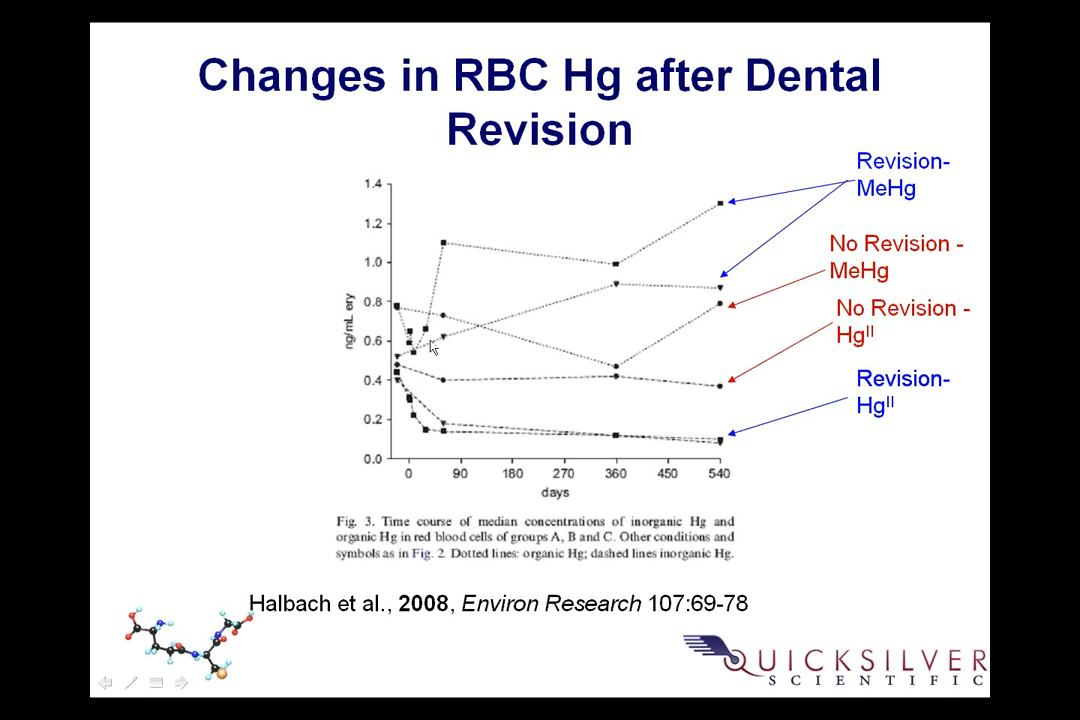 Changes in RBC Hg after Dental
Revision
Revision-
MeHg
No Revision -
MeHg
No Revision -
HgII
Revision-
HgII
1.4
1.2
1.0
0.8
0.6
0.4
0.2
0.0
ng/mL ery
0 90 180 270 360 450 540
days
Fig. 3. Time course of median concentrations of inorganic Hg and
organic Hg in red blood cells of groups A, B and C. Other conditions and
symbols as in Fig. 2. Dotted lines: organic Hg; dashed lines inorganic Hg.
Halbach et al., 2008, Environ Research 107:69-78
QUICKSILVER
SCIENTIFIC